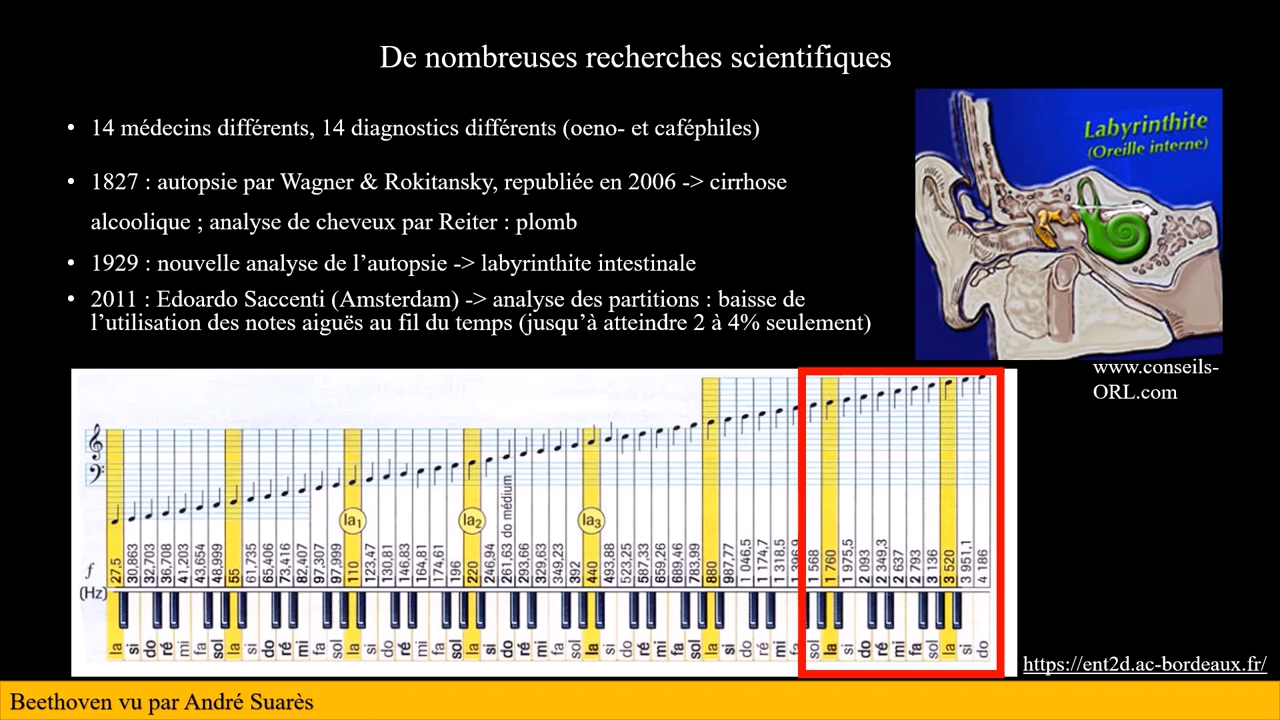 De nombreuses recherches scientifiques
• 14 médecins différents, 14 diagnostics différents (oeno- et caféphiles)
• 1827 : autopsie par Wagner & Rokitansky, republiée en 2006 -> cirrhose
alcoolique ; analyse de cheveux par Reiter : plomb
• 1929 : nouvelle analyse de l’autopsie -> labyrinthite intestinale
• 2011 : Edoardo Saccenti (Amsterdam) -> analyse des partitions : baisse de
l’utilisation des notes aiguës au fil du temps (jusqu’à atteindre 2 à 4% seulement)
Labyrinthite
(Oreille interne)
www.conseils-
ORL.com
la₁ la₂ do médium la₃
f
(Hz)
27,5 30,863 32,703 36,708 41,203 43,654 48,999 55 61,735 65,406 73,416 82,407 97,307 97,999 110 123,47 130,81 146,83 164,81 174,61 196 220 246,94 261,63 293,66 329,63 349,23 392 440 493,88 523,25 587,33 659,26 689,46 783,99 880 987,77 1 046,5 1 174,7 1 318,5 1 396,9 1 568 1 760 1 975,5 2 093 2 349,3 2 637 2 793 3 136 3 520 3 951,1 4 186
la si do ré mi fa sol la si do ré mi fa sol la si do ré mi fa sol la si do ré mi fa sol la si do ré mi fa sol la si do ré mi fa sol la si do ré mi fa sol la si do
https://ent2d.ac-bordeaux.fr/
Beethoven vu par André Suarès